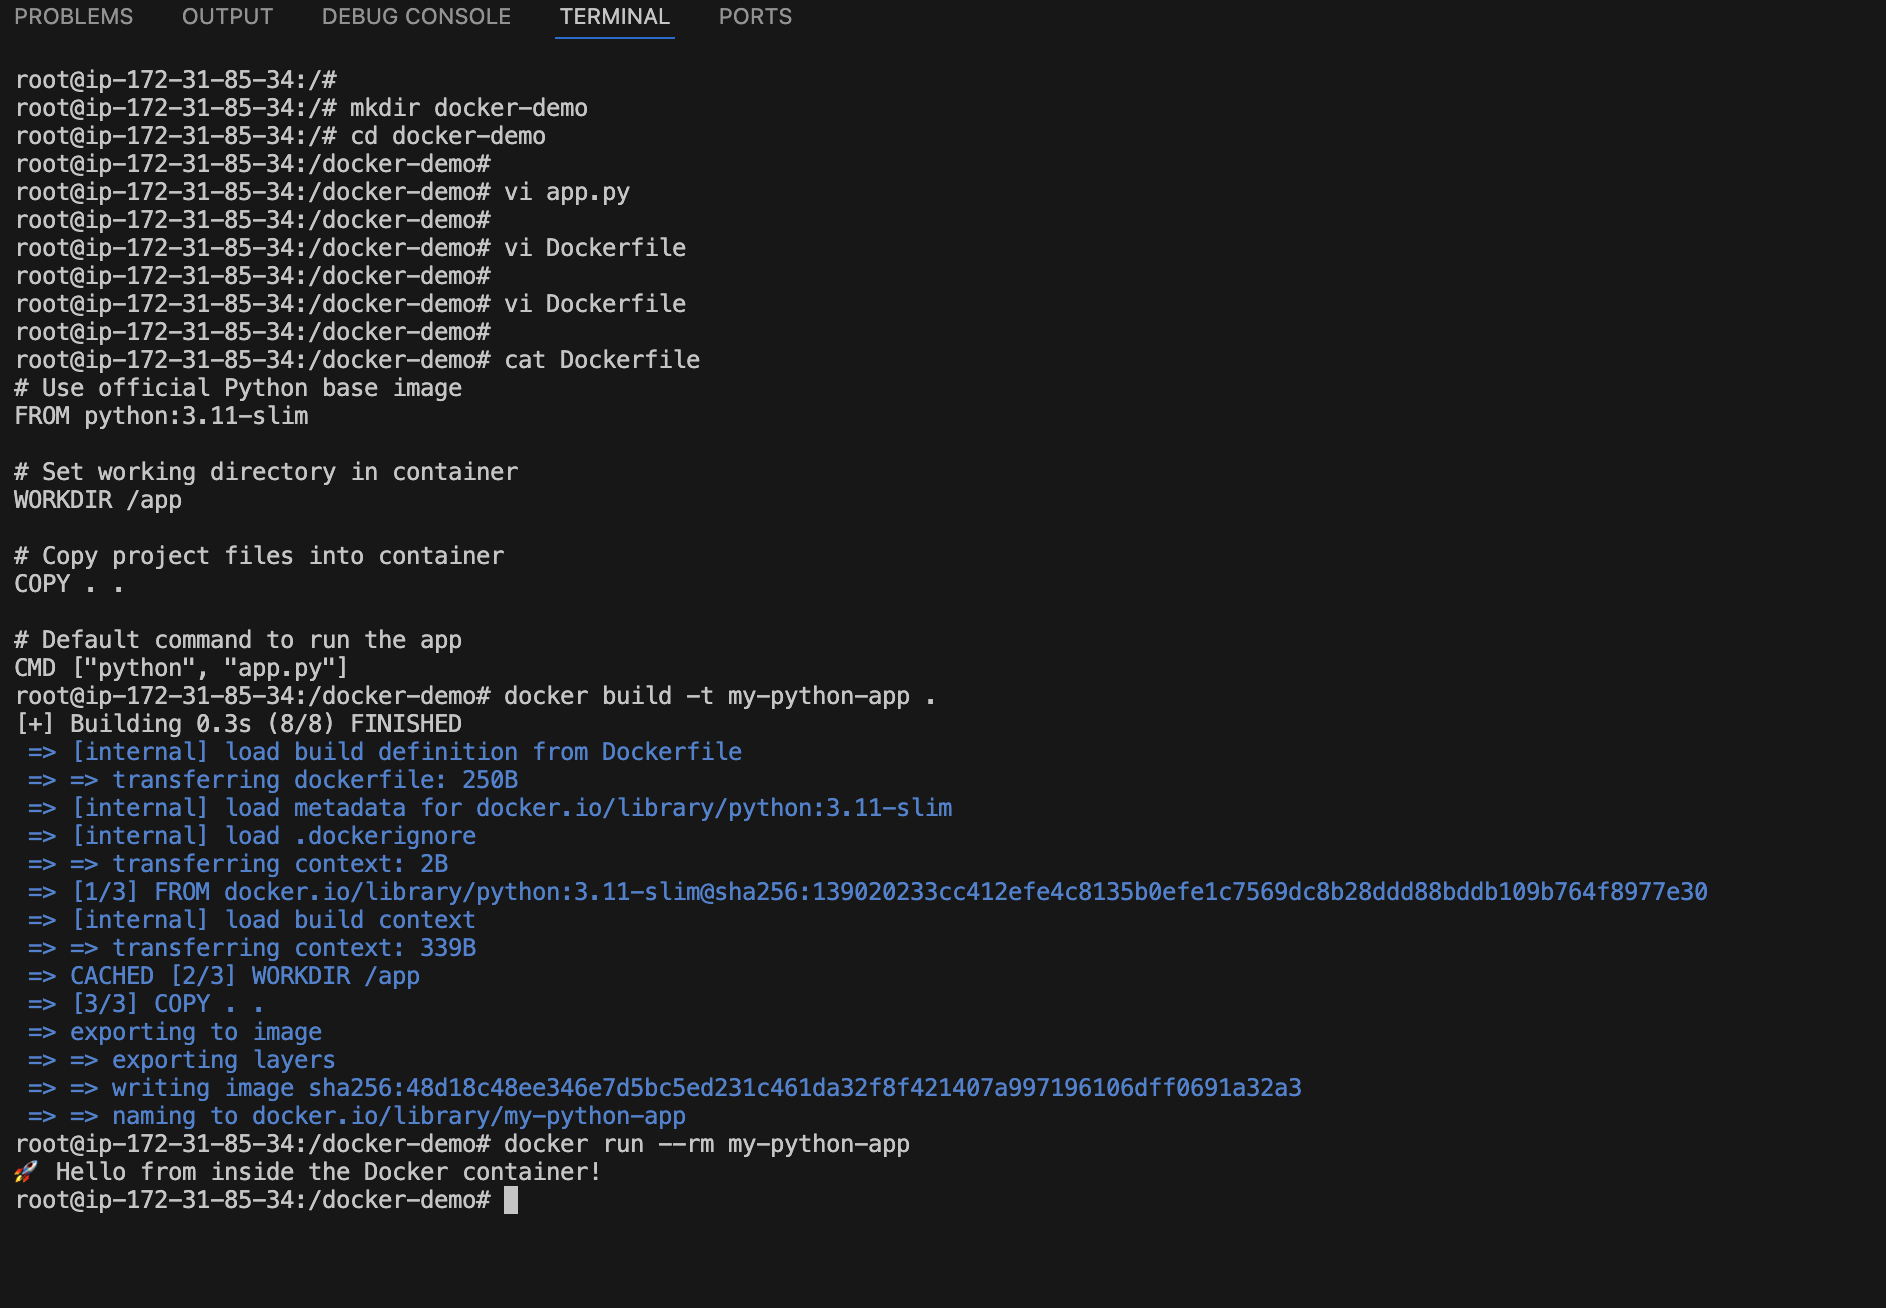 PROBLEMS OUTPUT DEBUG CONSOLE TERMINAL PORTS
root@ip-172-31-85-34:/#
root@ip-172-31-85-34:/# mkdir docker-demo
root@ip-172-31-85-34:/# cd docker-demo
root@ip-172-31-85-34:/docker-demo#
root@ip-172-31-85-34:/docker-demo# vi app.py
root@ip-172-31-85-34:/docker-demo#
root@ip-172-31-85-34:/docker-demo# vi Dockerfile
root@ip-172-31-85-34:/docker-demo#
root@ip-172-31-85-34:/docker-demo# vi Dockerfile
root@ip-172-31-85-34:/docker-demo#
root@ip-172-31-85-34:/docker-demo# cat Dockerfile
# Use official Python base image
FROM python:3.11-slim

# Set working directory in container
WORKDIR /app

# Copy project files into container
COPY . .

# Default command to run the app
CMD ["python", "app.py"]
root@ip-172-31-85-34:/docker-demo# docker build -t my-python-app .
[+] Building 0.3s (8/8) FINISHED
 => [internal] load build definition from Dockerfile
 => => transferring dockerfile: 250B
 => [internal] load metadata for docker.io/library/python:3.11-slim
 => [internal] load .dockerignore
 => => transferring context: 2B
 => [1/3] FROM docker.io/library/python:3.11-slim@sha256:139020233cc412efe4c8135b0efe1c7569dc8b28ddd88bddb109b764f8977e30
 => [internal] load build context
 => => transferring context: 339B
 => CACHED [2/3] WORKDIR /app
 => [3/3] COPY . .
 => exporting to image
 => => exporting layers
 => => writing image sha256:48d18c48ee346e7d5bc5ed231c461da32f8f421407a997196106dff0691a32a3
 => => naming to docker.io/library/my-python-app
root@ip-172-31-85-34:/docker-demo# docker run --rm my-python-app
🚀 Hello from inside the Docker container!
root@ip-172-31-85-34:/docker-demo#